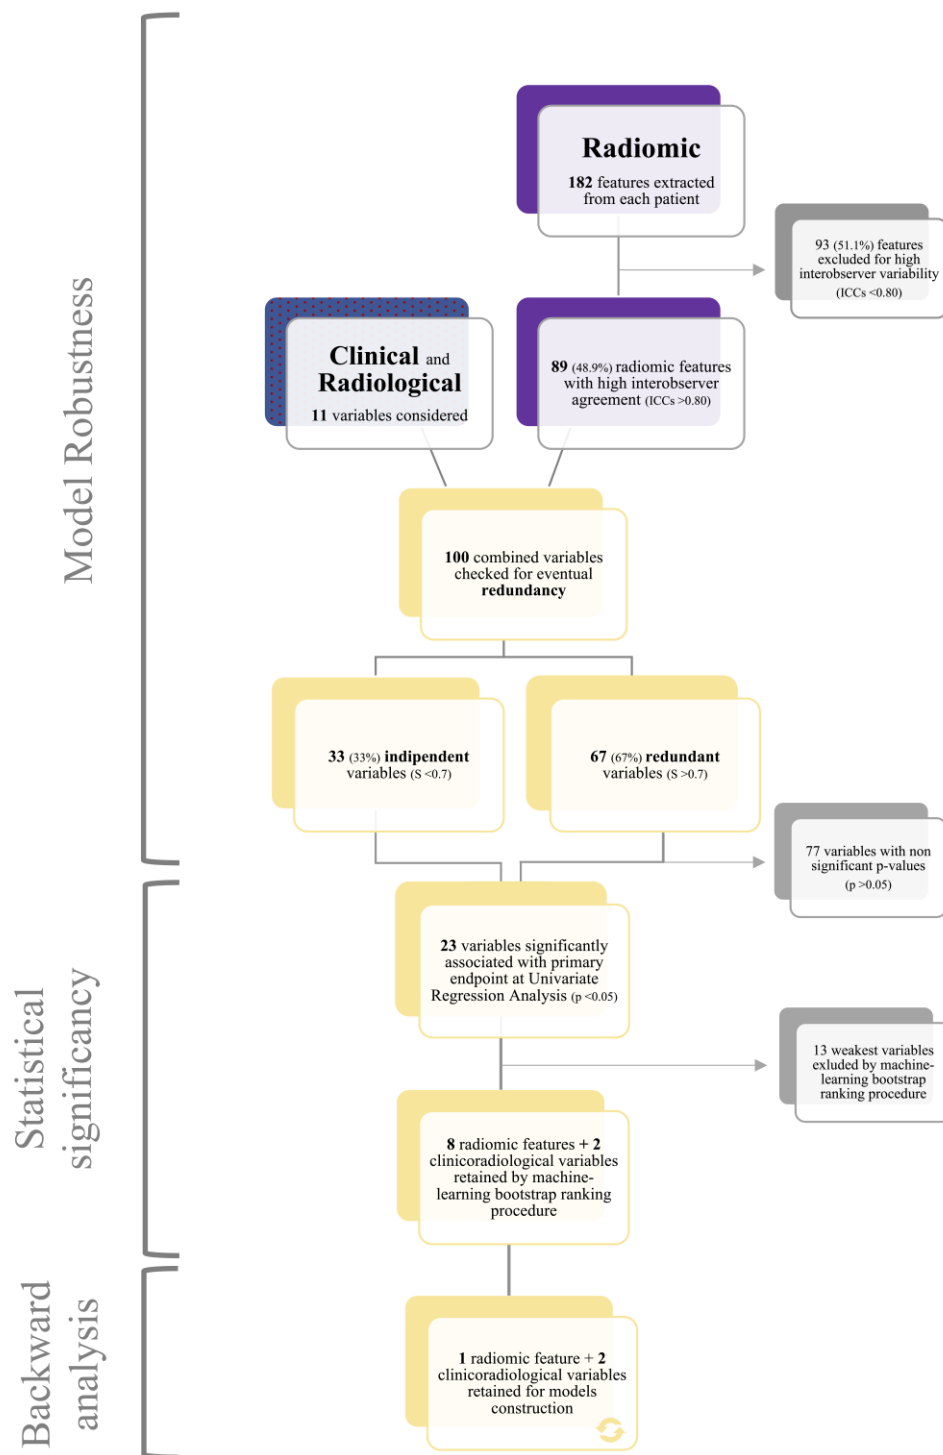 Model Robustness
Radiomic
182 features extracted
from each patient
93 (51.1%) features
excluded for high
interobserver variability
(ICCs <0.80)
Clinical and
Radiological
11 variables considered
89 (48.9%) radiomic features
with high interobserver
agreement (ICCs >0.80)
100 combined variables
checked for eventual
redundancy
33 (33%) indipendent
variables (S <0.7)
67 (67%) redundant
variables (S >0.7)
77 variables with non
significant p-values
(p >0.05)
Statistical
significancy
23 variables significantly
associated with primary
endpoint at Univariate
Regression Analysis (p <0.05)
13 weakest variables
exluded by machine-
learning bootstrap
ranking procedure
8 radiomic features + 2
clinicoradiological variables
retained by machine-
learning bootstrap ranking
procedure
Backward
analysis
1 radiomic feature + 2
clinicoradiological variables
retained for models
construction